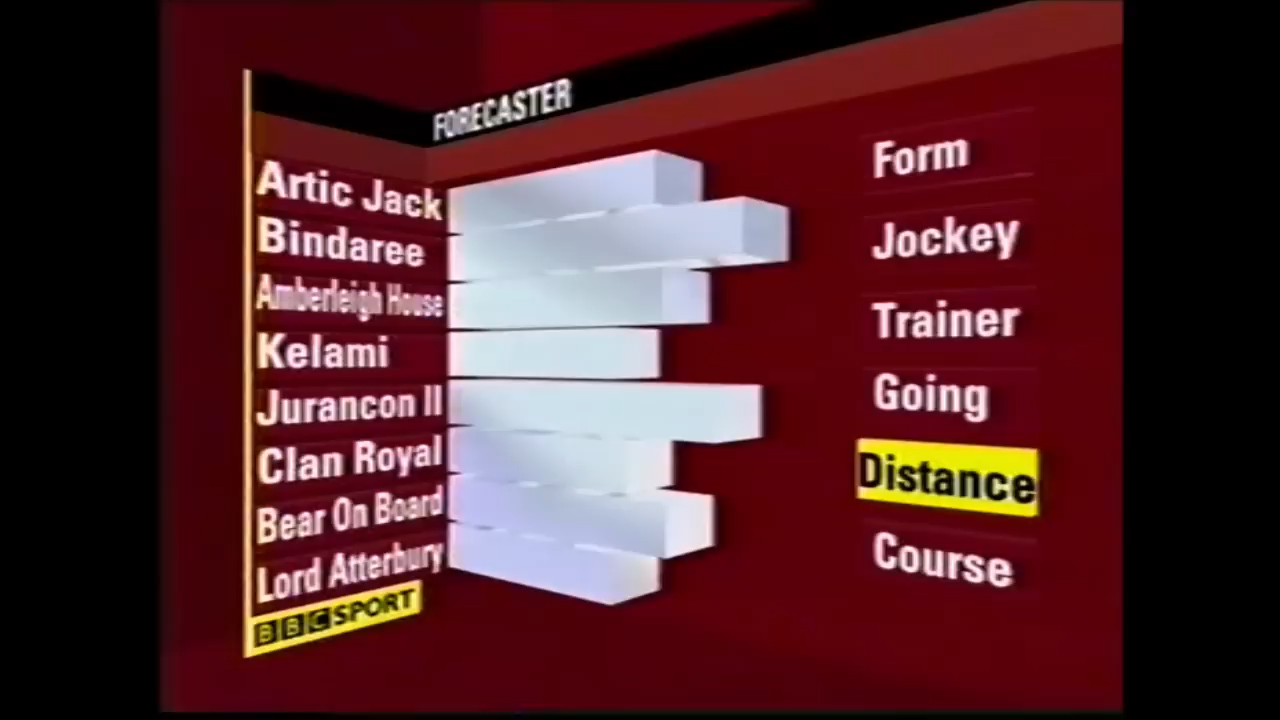 FORECASTER
Artic Jack
Bindaree
Amberleigh House
Kelami
Jurancon II
Clan Royal
Bear On Board
Lord Atterbury
BBC SPORT
Form
Jockey
Trainer
Going
Distance
Course